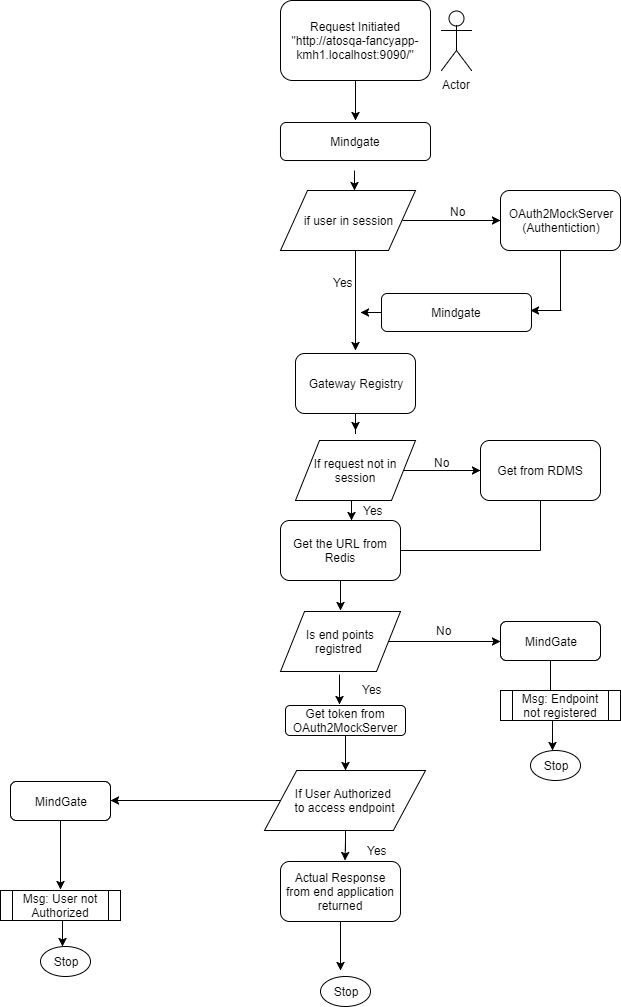 Request Initiated
"http://atosqa-fancyapp-
kmh1.localhost:9090/"
Actor
Mindgate
if user in session
No
OAuth2MockServer
(Authentiction)
Yes
Mindgate
Gateway Registry
If request not in
session
No
Get from RDMS
Yes
Get the URL from
Redis
Is end points
registred
No
MindGate
Msg: Endpoint
not registered
Stop
Yes
Get token from
OAuth2MockServer
If User Authorized
to access endpoint
MindGate
Msg: User not
Authorized
Stop
Yes
Actual Response
from end application
returned
Stop